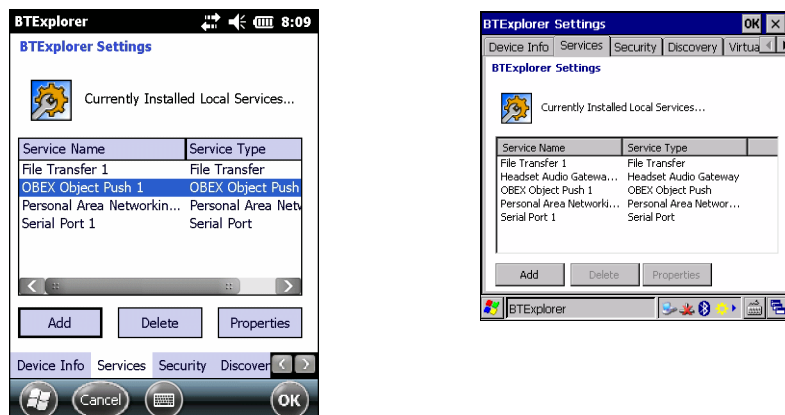 BTExplorer 8:09
BTExplorer Settings
Currently Installed Local Services...
Service Name Service Type
File Transfer 1 File Transfer
OBEX Object Push 1 OBEX Object Push
Personal Area Networkin... Personal Area Netw
Serial Port 1 Serial Port
Add Delete Properties
Device Info Services Security Discover
Cancel OK
BTExplorer Settings OK
Device Info Services Security Discovery Virtua
BTExplorer Settings
Currently Installed Local Services...
Service Name Service Type
File Transfer 1 File Transfer
Headset Audio Gatewa... Headset Audio Gateway
OBEX Object Push 1 OBEX Object Push
Personal Area Networki... Personal Area Networ...
Serial Port 1 Serial Port
Add Delete Properties
BTExplorer